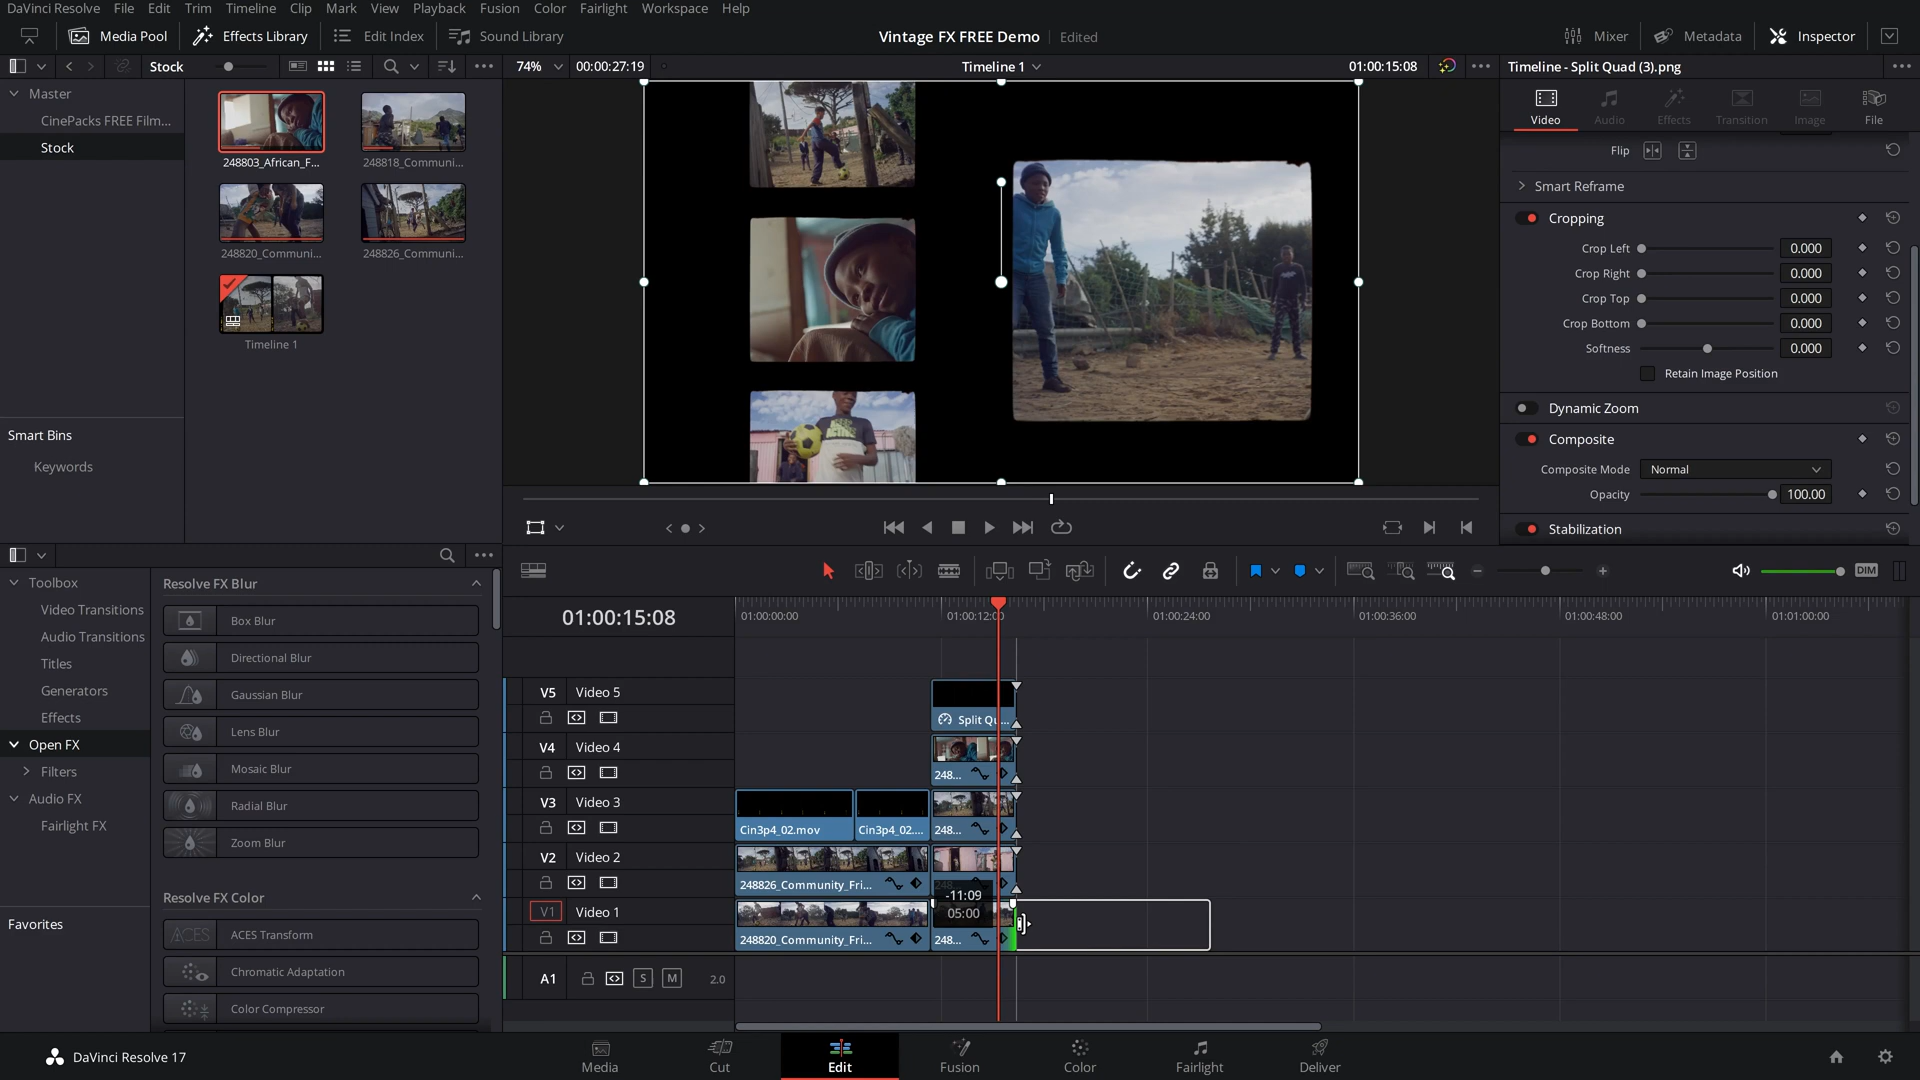 DaVinci Resolve File Edit Trim Timeline Clip Mark View Playback Fusion Color Fairlight Workspace Help
Media Pool Effects Library Edit Index Sound Library Vintage FX FREE Demo Edited Mixer Metadata Inspector
Stock 74% 00:00:27:19 Timeline 1 01:00:15:08 Timeline - Split Quad (3).png
Master
CinePacks FREE Film...
Stock
248803_African_F...
248818_Communi...
248820_Communi...
248826_Communi...
Timeline 1
Smart Bins
Keywords
Video Audio Effects Transition Image File
Flip
Smart Reframe
Cropping
Crop Left 0.000
Crop Right 0.000
Crop Top 0.000
Crop Bottom 0.000
Softness 0.000
Retain Image Position
Dynamic Zoom
Composite
Composite Mode Normal
Opacity 100.00
Stabilization
Toolbox
Video Transitions
Audio Transitions
Titles
Generators
Effects
Open FX
Filters
Audio FX
Fairlight FX
Favorites
Resolve FX Blur
Box Blur
Directional Blur
Gaussian Blur
Lens Blur
Mosaic Blur
Radial Blur
Zoom Blur
Resolve FX Color
ACES ACES Transform
Chromatic Adaptation
Color Compressor
DIM
01:00:15:08
01:00:00:00 01:00:12:00 01:00:24:00 01:00:36:00 01:00:48:00 01:01:00:00
V5 Video 5
Split Qu...
V4 Video 4
248...
V3 Video 3
Cin3p4_02.mov Cin3p4_02.... 248...
V2 Video 2
248826_Community_Fri...
-11:09
05:00
V1 Video 1
248820_Community_Fri... 248...
A1 S M 2.0
DaVinci Resolve 17
Media Cut Edit Fusion Color Fairlight Deliver